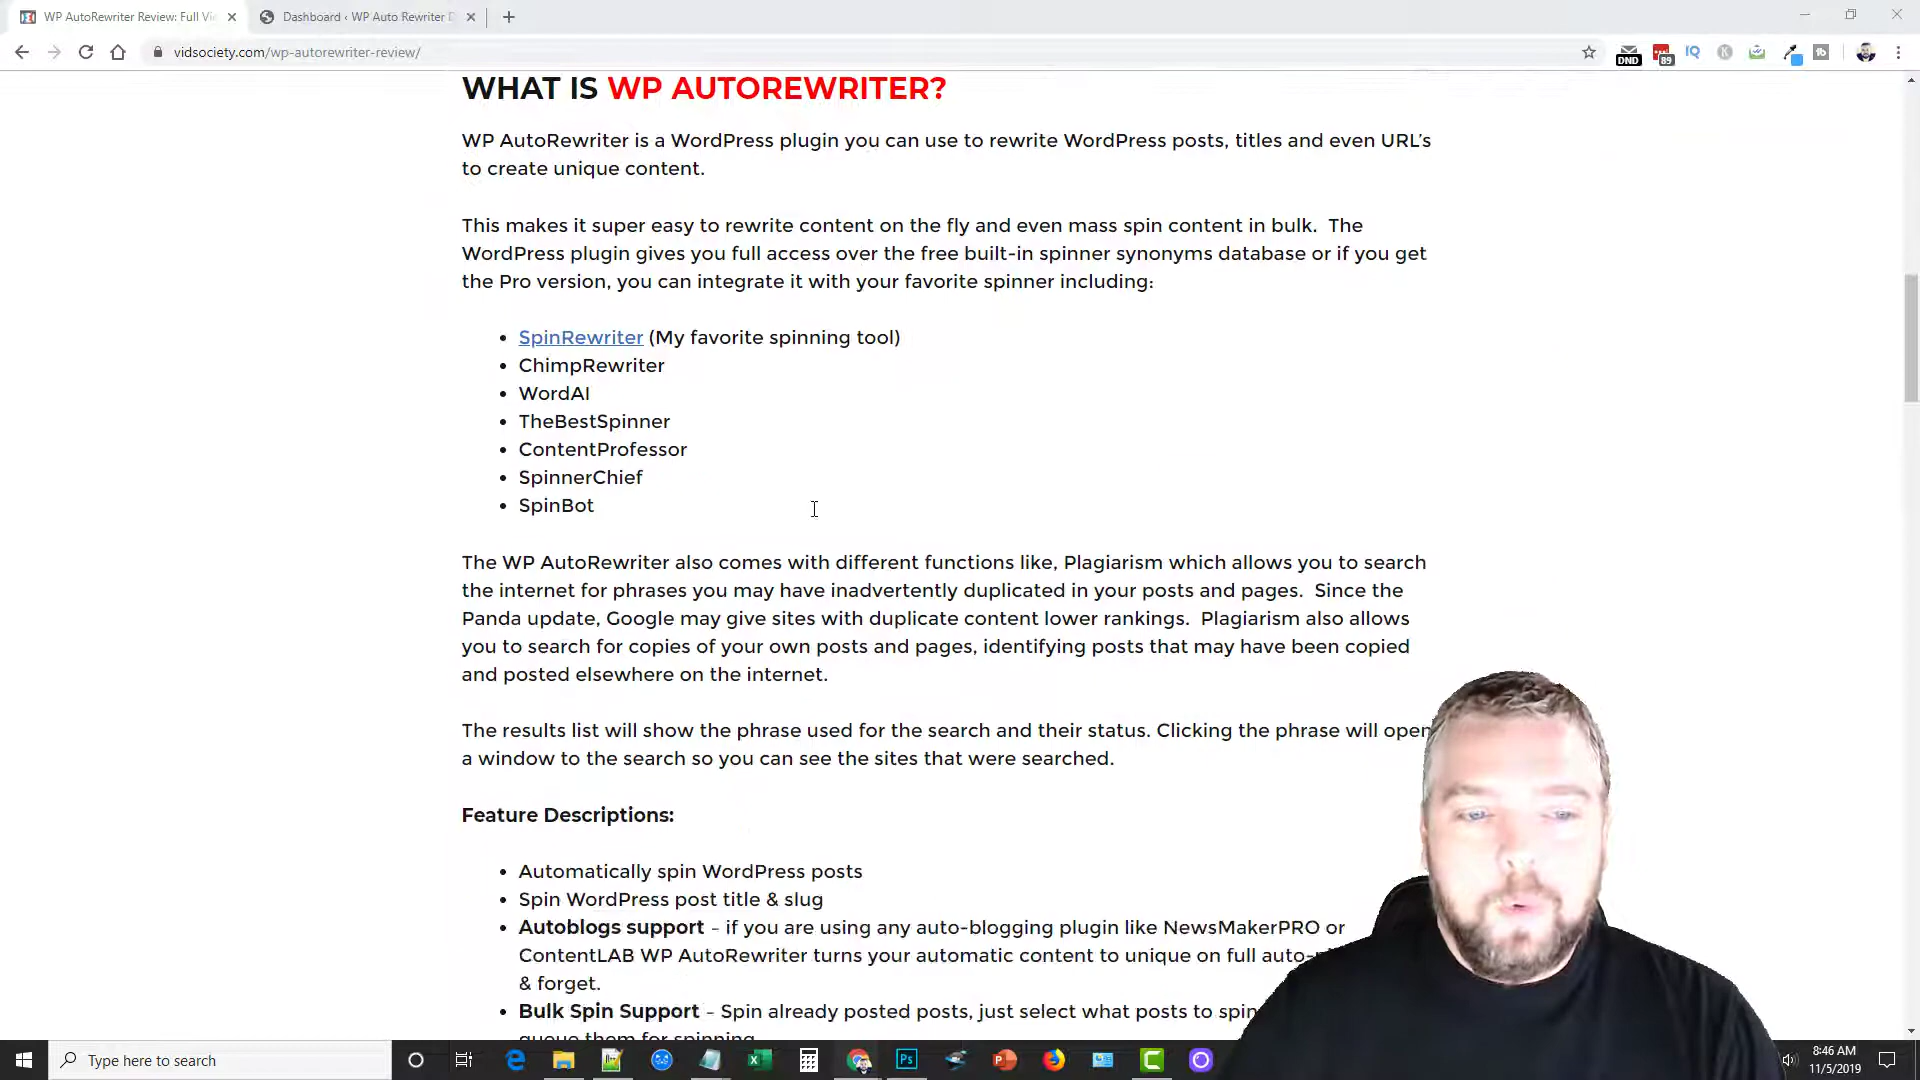 WP AutoRewriter Review: Full Vi
Dashboard ‹ WP Auto Rewriter D
vidsociety.com/wp-autorewriter-review/
DND
89
IQ
K
WHAT IS WP AUTOREWRITER?
WP AutoRewriter is a WordPress plugin you can use to rewrite WordPress posts, titles and even URL’s
to create unique content.
This makes it super easy to rewrite content on the fly and even mass spin content in bulk. The
WordPress plugin gives you full access over the free built-in spinner synonyms database or if you get
the Pro version, you can integrate it with your favorite spinner including:
• SpinRewriter (My favorite spinning tool)
• ChimpRewriter
• WordAI
• TheBestSpinner
• ContentProfessor
• SpinnerChief
• SpinBot
The WP AutoRewriter also comes with different functions like, Plagiarism which allows you to search
the internet for phrases you may have inadvertently duplicated in your posts and pages. Since the
Panda update, Google may give sites with duplicate content lower rankings. Plagiarism also allows
you to search for copies of your own posts and pages, identifying posts that may have been copied
and posted elsewhere on the internet.
The results list will show the phrase used for the search and their status. Clicking the phrase will open
a window to the search so you can see the sites that were searched.
Feature Descriptions:
• Automatically spin WordPress posts
• Spin WordPress post title & slug
• Autoblogs support – if you are using any auto-blogging plugin like NewsMakerPRO or
ContentLAB WP AutoRewriter turns your automatic content to unique on full auto-
& forget.
• Bulk Spin Support – Spin already posted posts, just select what posts to spin
queue them for spinning
Type here to search
8:46 AM
11/5/2019